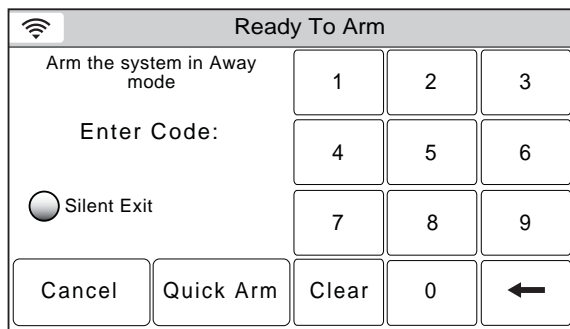 Ready To Arm
Arm the system in Away
mode
Enter Code:
Silent Exit
1 2 3
4 5 6
7 8 9
Cancel Quick Arm Clear 0